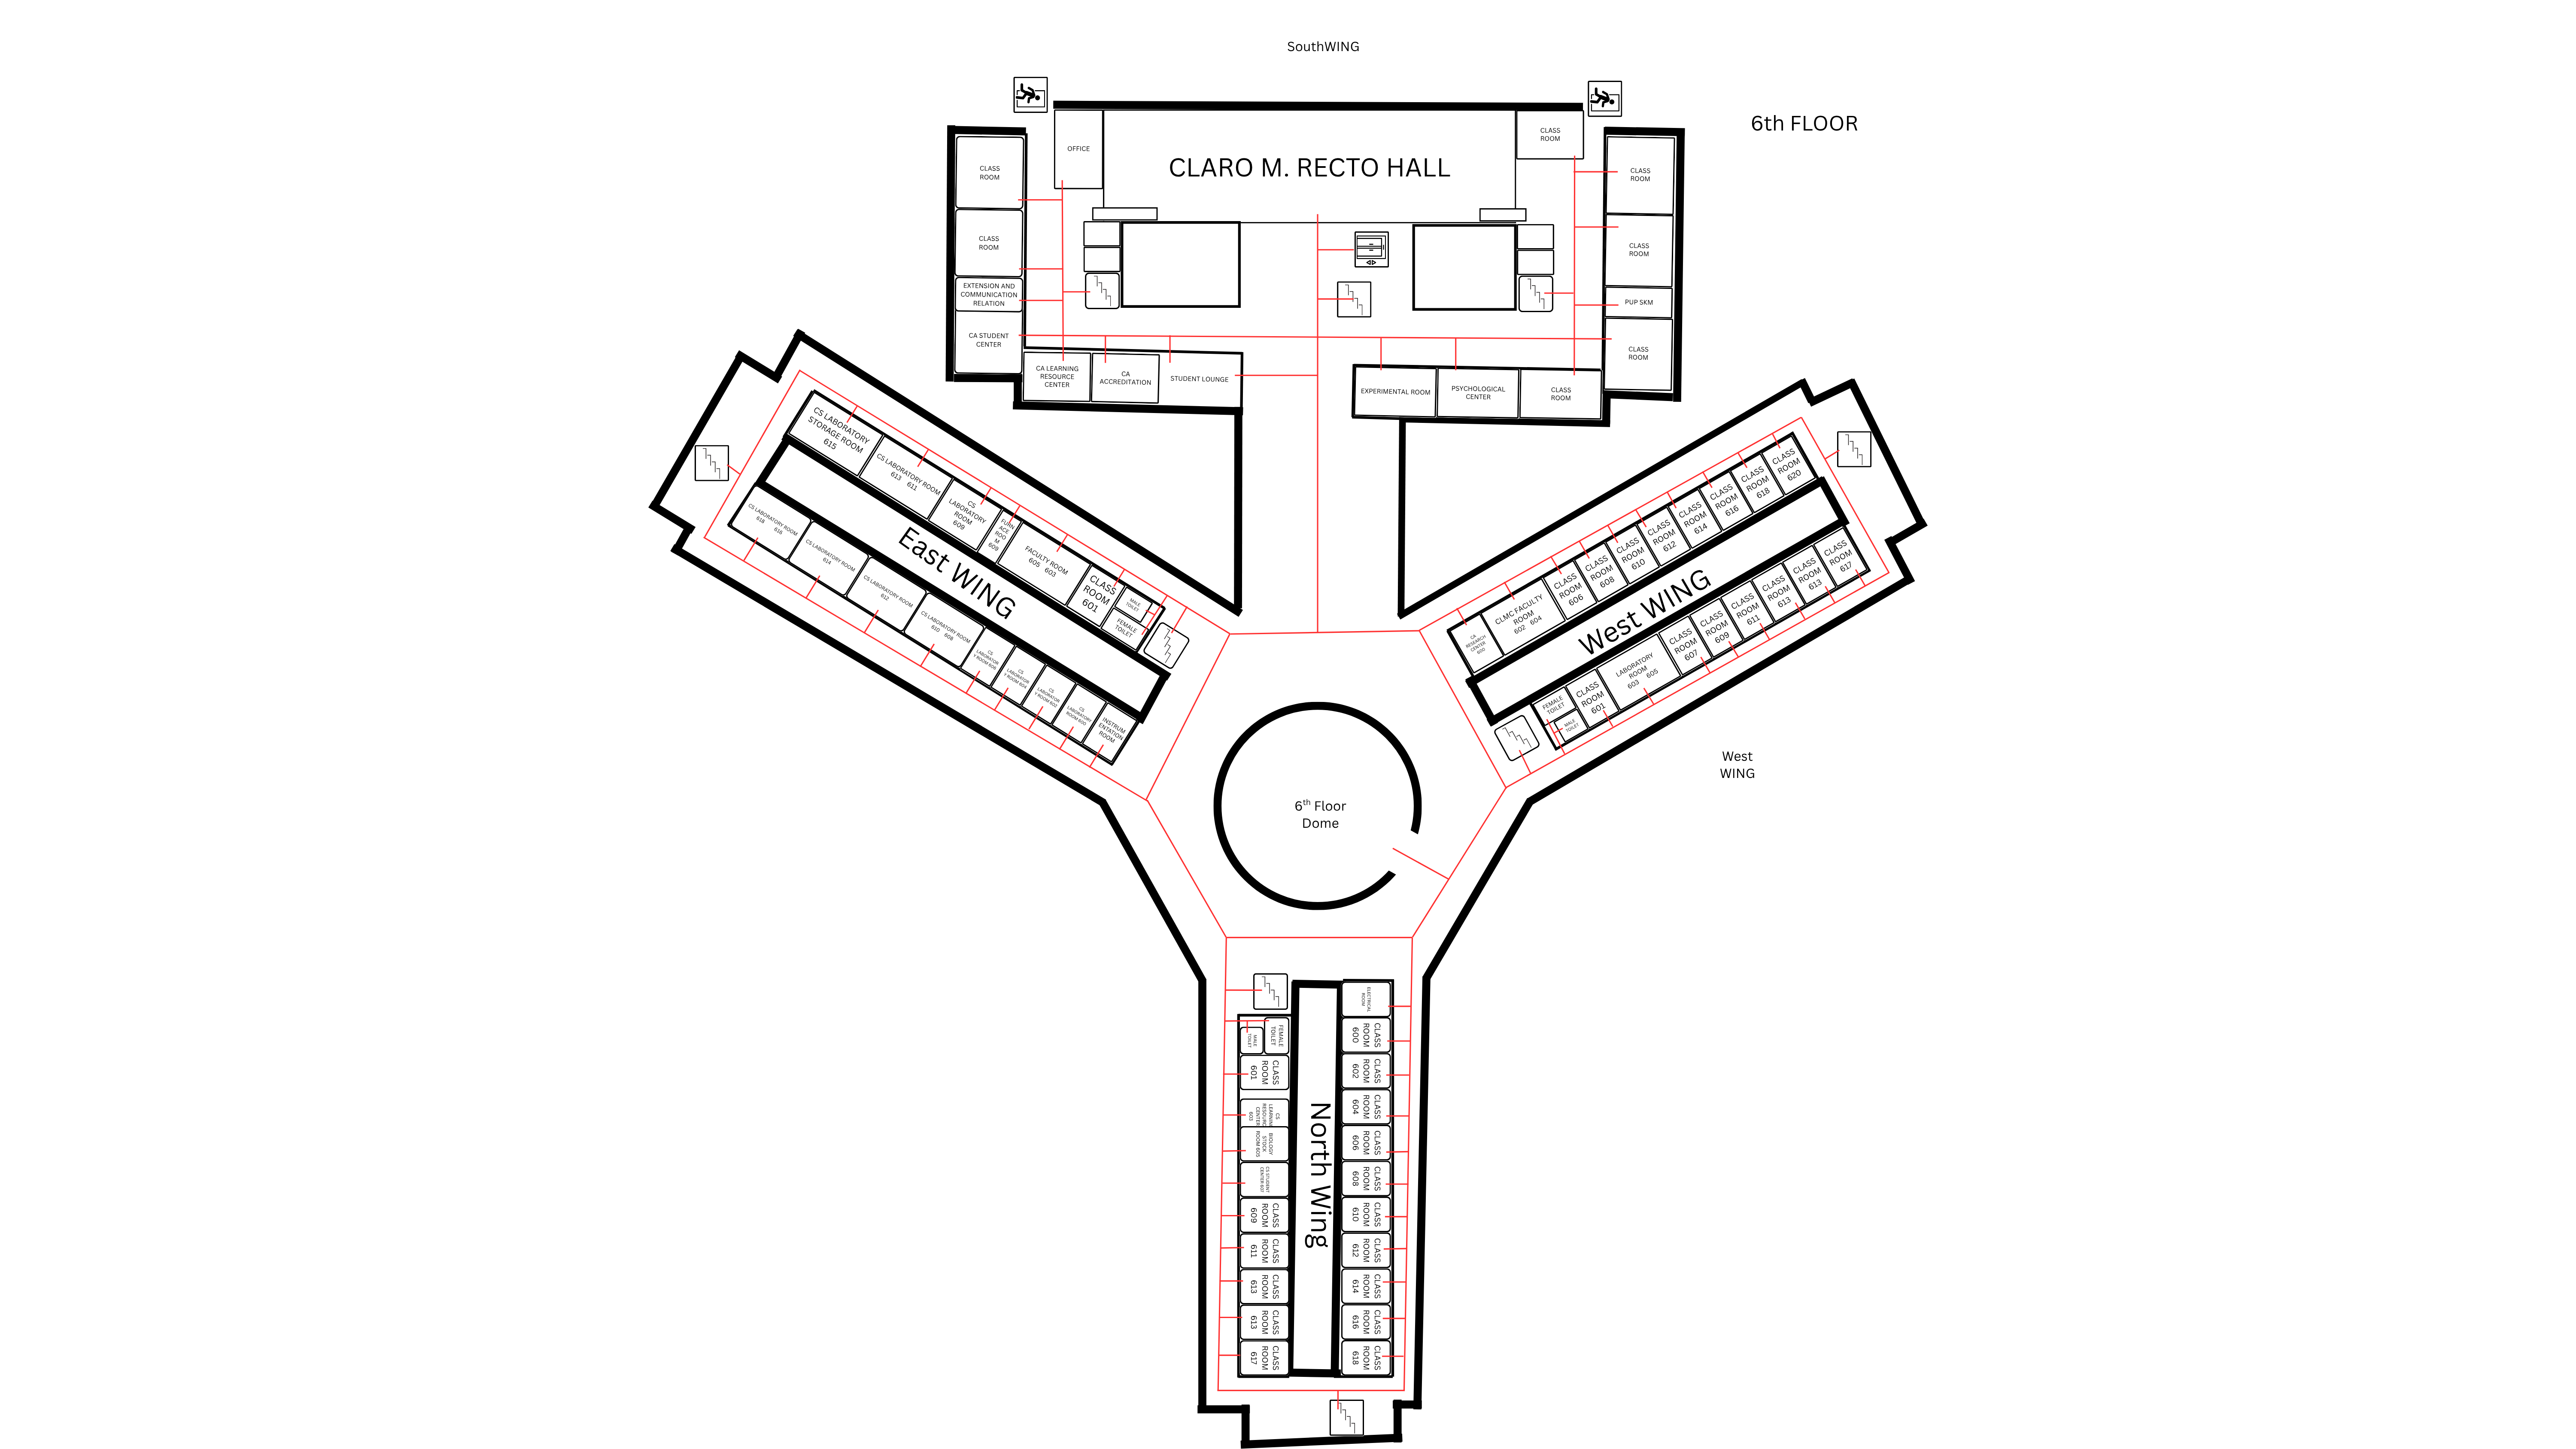 SouthWING
6th FLOOR
OFFICE
CLARO M. RECTO HALL
CLASS
ROOM
CLASS
ROOM
CLASS
ROOM
EXTENSION AND
COMMUNICATION
RELATION
CA STUDENT
CENTER
CA LEARNING
RESOURCE
CENTER
CA
ACCREDITATION
STUDENT LOUNGE
CLASS
ROOM
CLASS
ROOM
PUP SKM
CLASS
ROOM
EXPERIMENTAL ROOM
PSYCHOLOGICAL
CENTER
CLASS
ROOM
CS LABORATORY
STORAGE ROOM
615
CS LABORATORY ROOM
613 611
CS
LABORATORY
ROOM
609
FURN
ACE
ROO
M
609
FACULTY ROOM
605 603
CLASS
ROOM
601
MALE
TOILET
FEMALE
TOILET
East WING
CS LABORATORY ROOM
618 616
CS LABORATORY ROOM
614
CS LABORATORY ROOM
612
CS LABORATORY ROOM
610 608
CS
LABORATOR
Y ROOM 606
CS
LABORATOR
Y ROOM 604
CS
LABORATOR
Y ROOM 602
CS
LABORATORY
ROOM 600
INSTRUM
ENTATION
ROOM
CA
RESEARCH
CENTER
600
CLMC FACULTY
ROOM
602 604
CLASS
ROOM
606
CLASS
ROOM
608
CLASS
ROOM
610
CLASS
ROOM
612
CLASS
ROOM
614
CLASS
ROOM
616
CLASS
ROOM
618
CLASS
ROOM
620
West WING
FEMALE
TOILET
MALE
TOILET
CLASS
ROOM
601
LABORATORY
ROOM
603 605
CLASS
ROOM
607
CLASS
ROOM
609
CLASS
ROOM
611
CLASS
ROOM
613
CLASS
ROOM
613
CLASS
ROOM
617
West
WING
6th Floor
Dome
FEMALE
TOILET
MALE
TOILET
CLASS
ROOM
601
CS
LEARNING
RESOURCE
CENTER
603
BIOLOGY
STOCK
ROOM 605
CS STUDENT
CENTER 607
CLASS
ROOM
609
CLASS
ROOM
611
CLASS
ROOM
613
CLASS
ROOM
613
CLASS
ROOM
617
North Wing
ELECTRICAL
ROOM
CLASS
ROOM
600
CLASS
ROOM
602
CLASS
ROOM
604
CLASS
ROOM
606
CLASS
ROOM
608
CLASS
ROOM
610
CLASS
ROOM
612
CLASS
ROOM
614
CLASS
ROOM
616
CLASS
ROOM
618